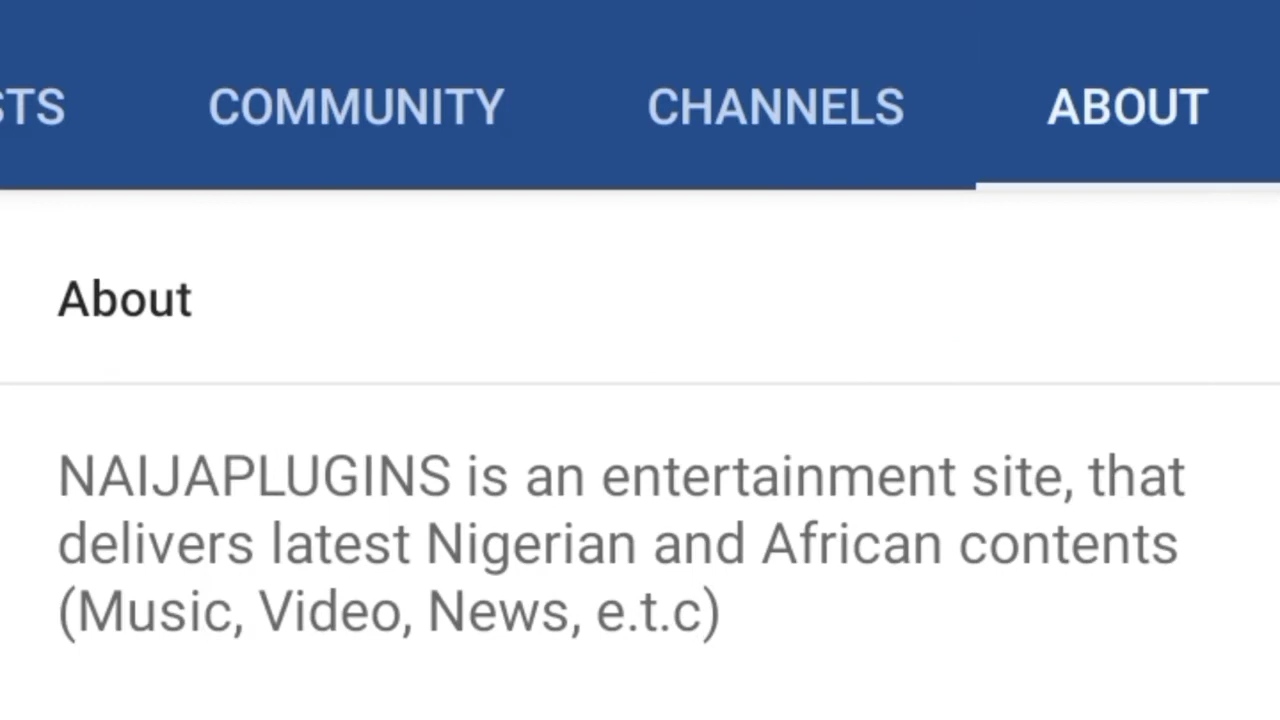 STS COMMUNITY CHANNELS ABOUT
About
NAIJAPLUGINS is an entertainment site, that
delivers latest Nigerian and African contents
(Music, Video, News, e.t.c)